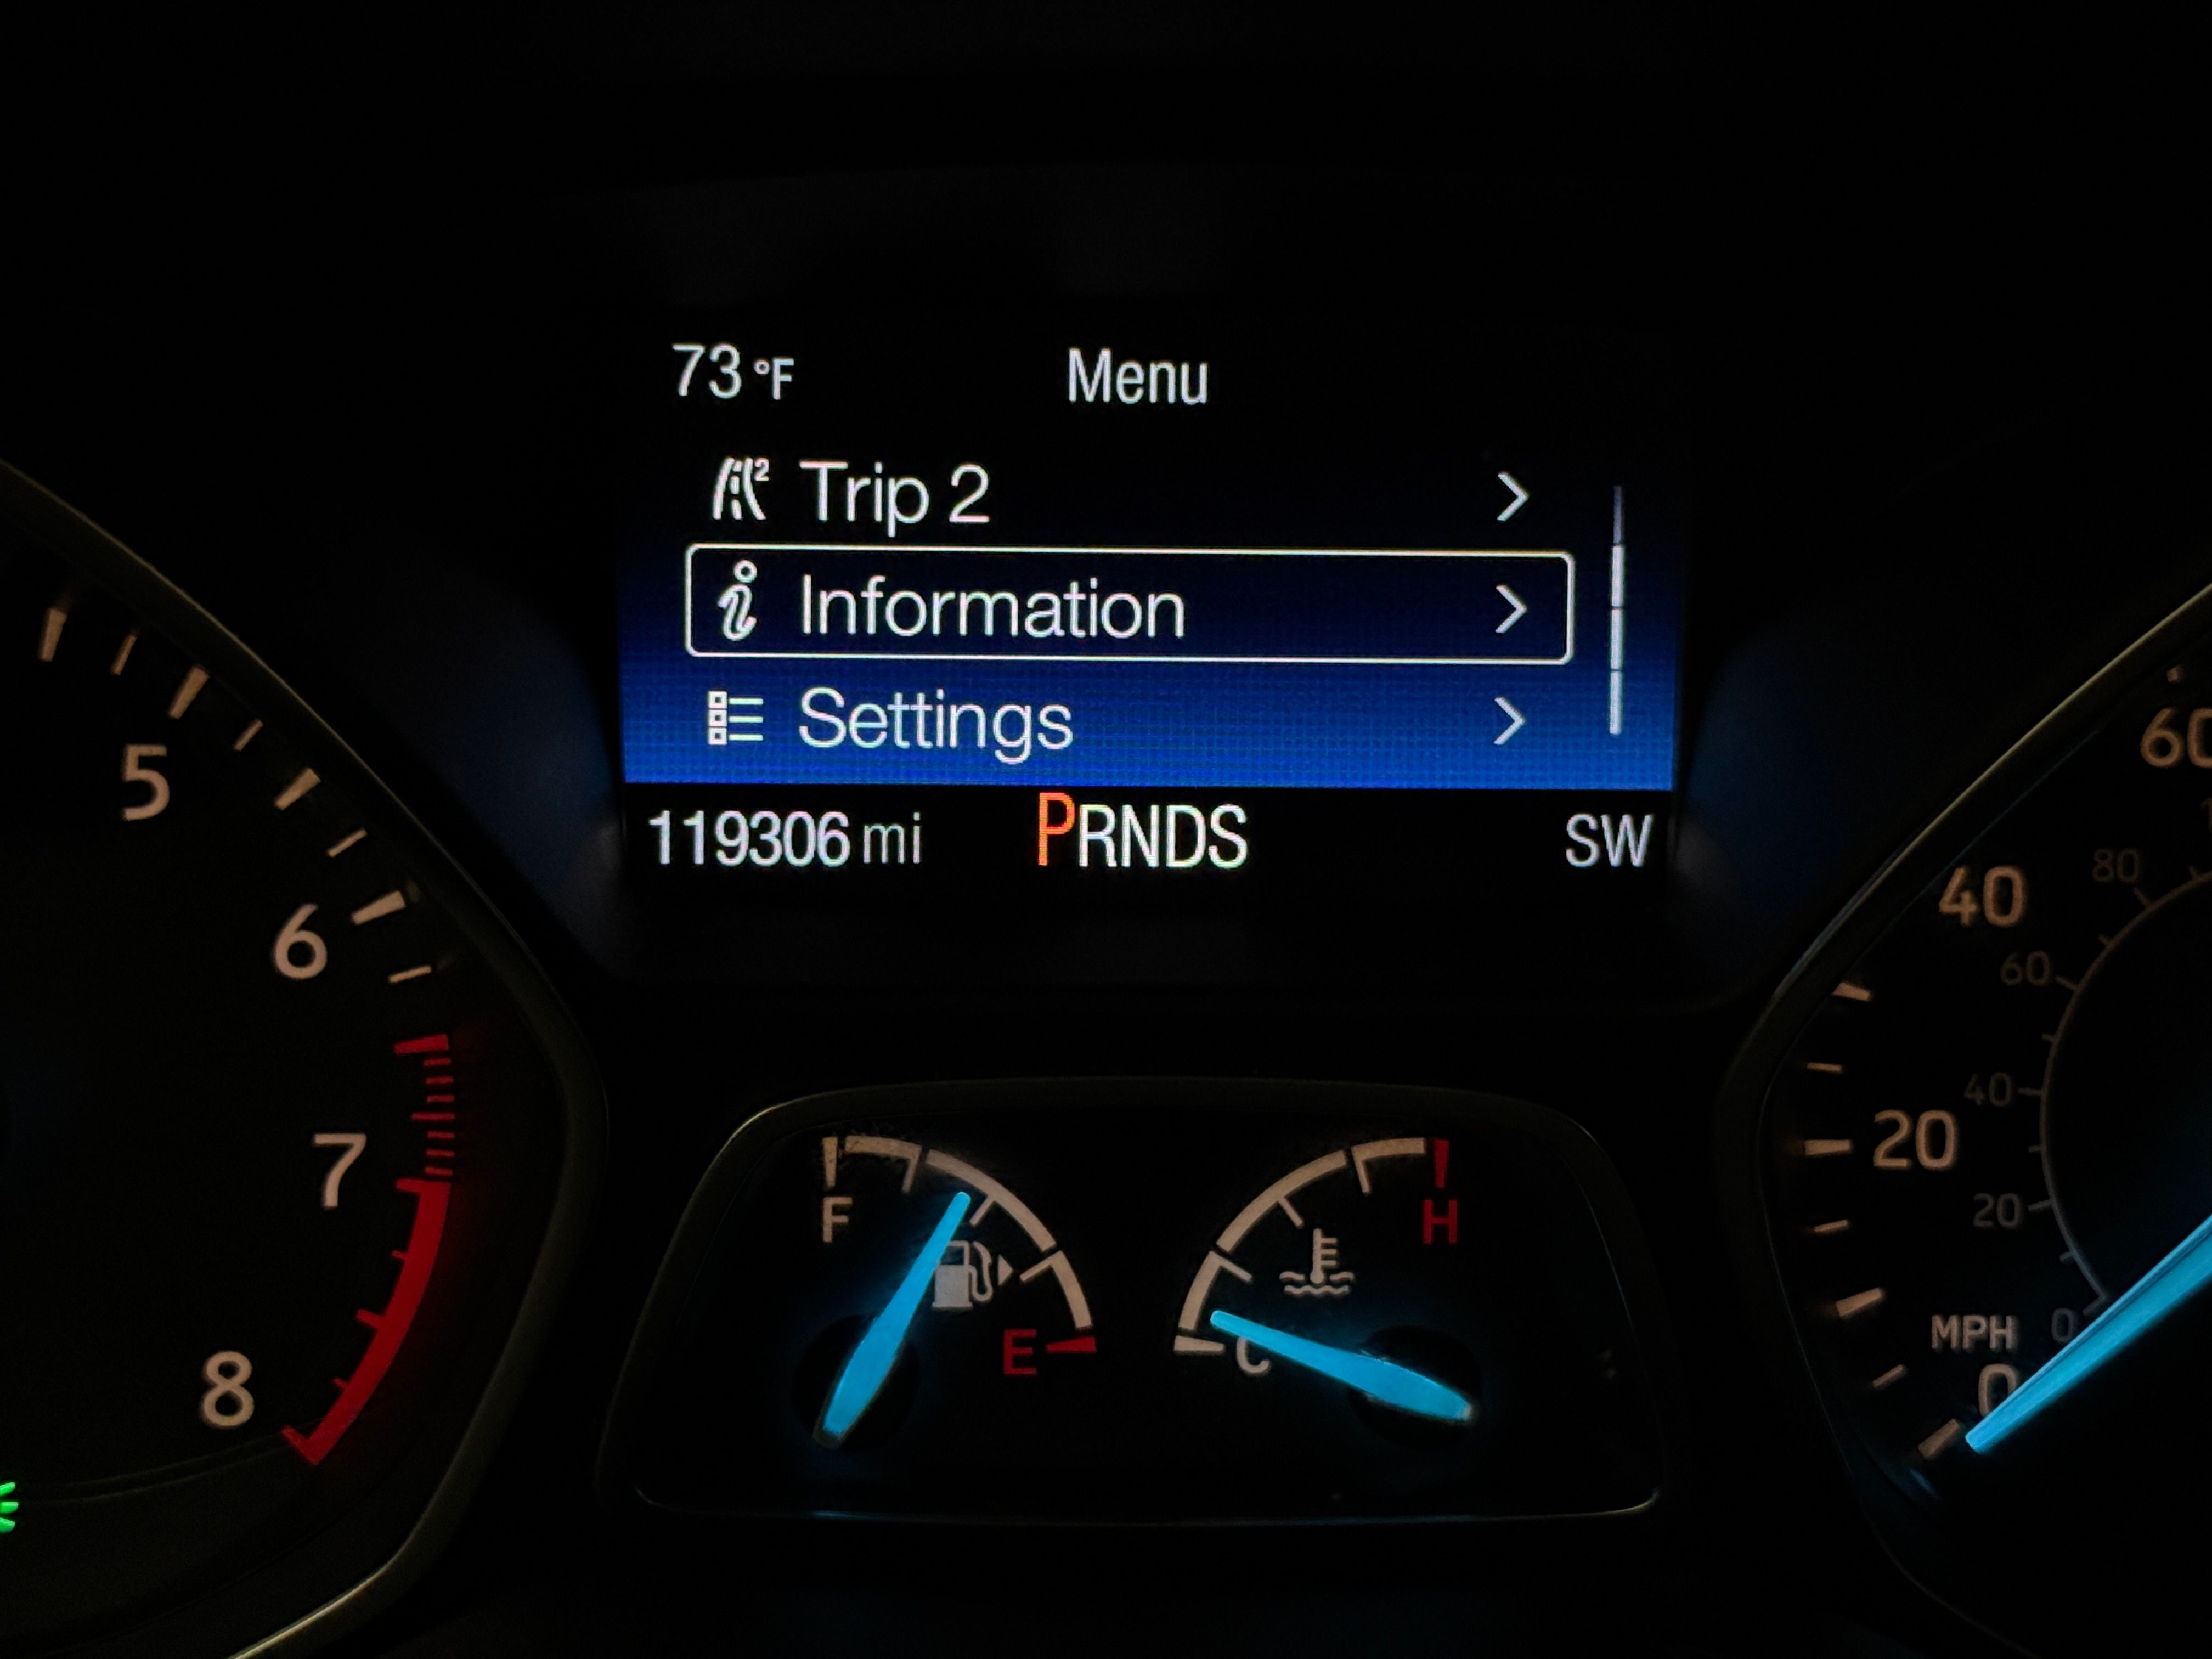 73 °F Menu
Trip 2
Information
Settings
119306 mi PRNDS SW
5
6
7
8
F
E
C
H
60
40
20
MPH
0
80
60
40
20
0